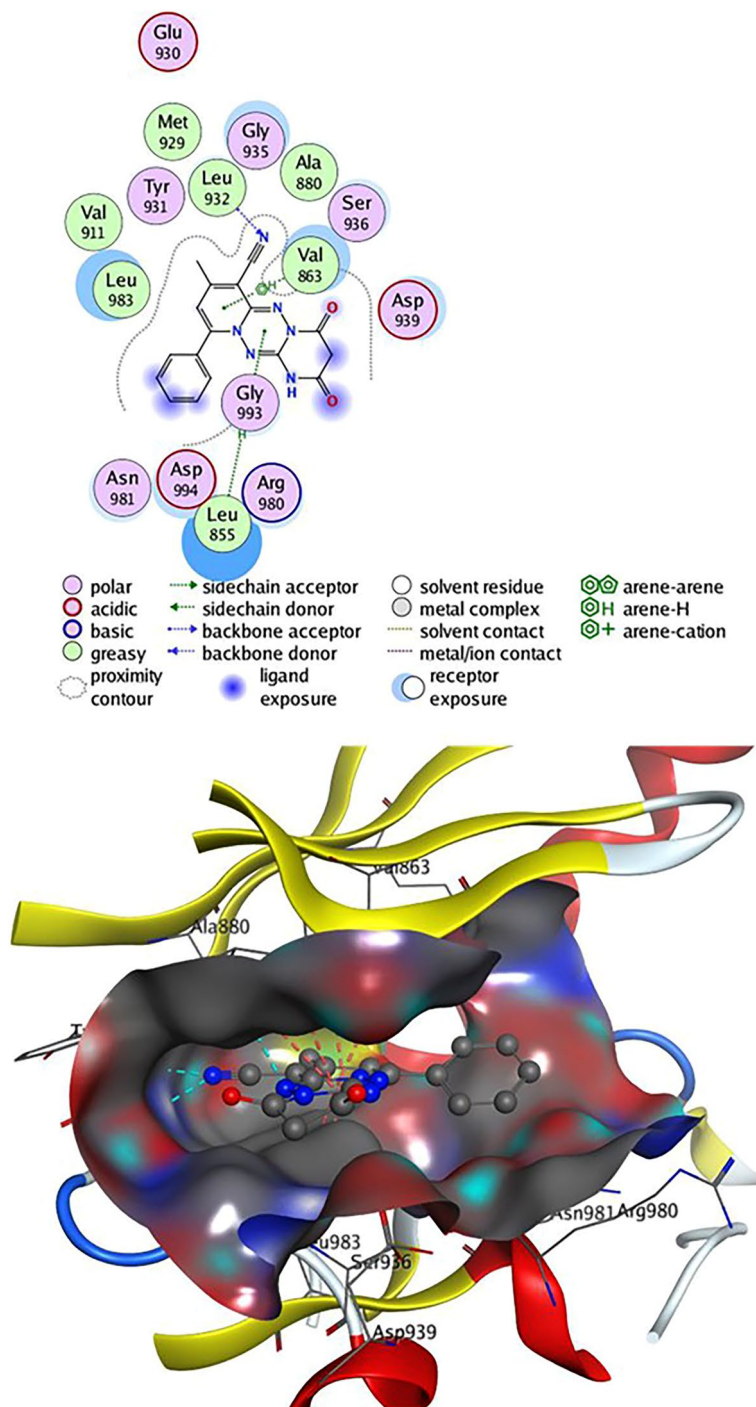 Glu
930
Met
929
Gly
935
Ala
880
Tyr
931
Leu
932
Ser
936
Val
911
Val
863
Leu
983
Asp
939
N
H
N
N
N
N
N
N
H
O
O
Gly
993
H
Asn
981
Asp
994
Arg
980
Leu
855
polar
acidic
basic
greasy
proximity
contour
sidechain acceptor
sidechain donor
backbone acceptor
backbone donor
ligand
exposure
solvent residue
metal complex
solvent contact
metal/ion contact
receptor
exposure
arene-arene
H arene-H
+ arene-cation
Val863
Ala880
Asn981
Arg980
u983
Ser936
Asp939